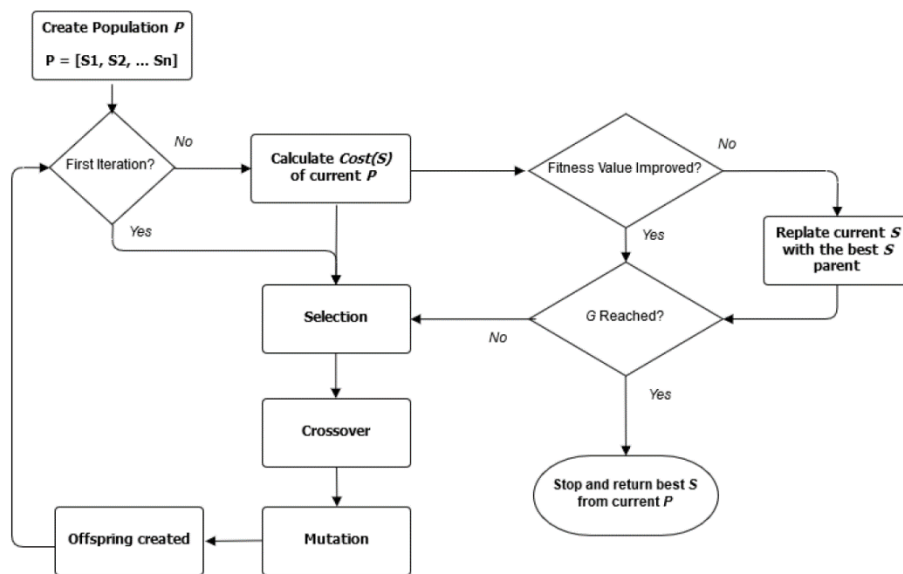 Create Population P
P = [S1, S2, ... Sn]
First Iteration?
No
Yes
Calculate Cost(S)
of current P
Fitness Value Improved?
No
Yes
Replate current S
with the best S
parent
Selection
G Reached?
No
Yes
Crossover
Stop and return best S
from current P
Mutation
Offspring created